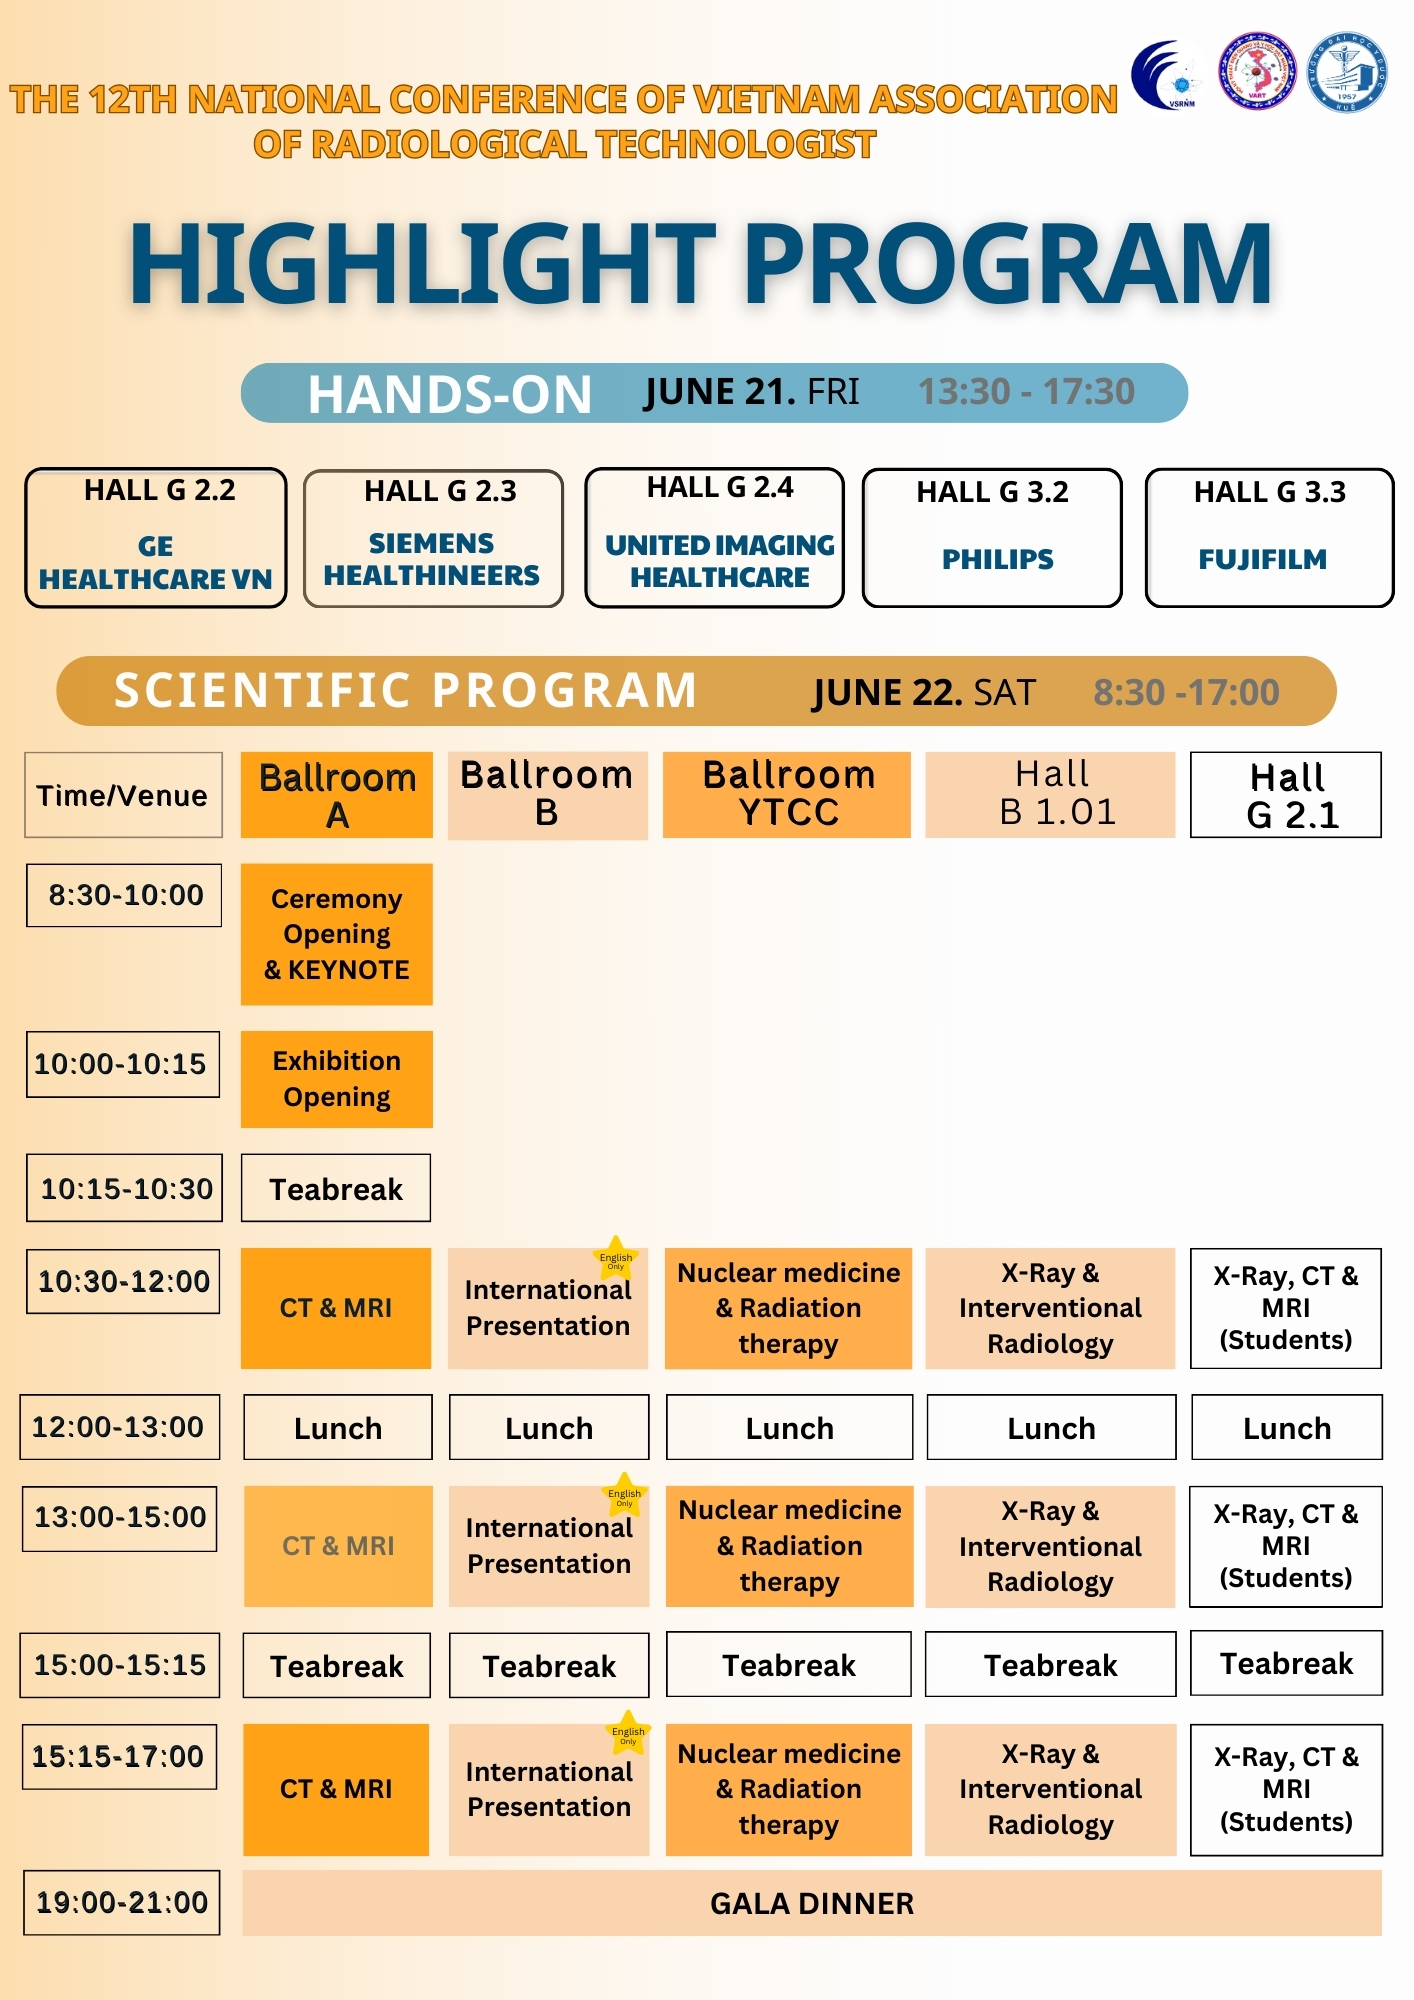 THE 12TH NATIONAL CONFERENCE OF VIETNAM ASSOCIATION
OF RADIOLOGICAL TECHNOLOGIST
VSRNM
VART
TRƯỜNG ĐẠI HỌC Y DƯỢC
1957
HUẾ
HIGHLIGHT PROGRAM
HANDS-ON JUNE 21. FRI 13:30 - 17:30
HALL G 2.2
GE
HEALTHCARE VN
HALL G 2.3
SIEMENS
HEALTHINEERS
HALL G 2.4
UNITED IMAGING
HEALTHCARE
HALL G 3.2
PHILIPS
HALL G 3.3
FUJIFILM
SCIENTIFIC PROGRAM JUNE 22. SAT 8:30 -17:00
Time/Venue
Ballroom
A
Ballroom
B
Ballroom
YTCC
Hall
B 1.01
Hall
G 2.1
8:30-10:00
Ceremony
Opening
& KEYNOTE
10:00-10:15
Exhibition
Opening
10:15-10:30
Teabreak
10:30-12:00
CT & MRI
English
Only
International
Presentation
Nuclear medicine
& Radiation
therapy
X-Ray &
Interventional
Radiology
X-Ray, CT &
MRI
(Students)
12:00-13:00
Lunch
Lunch
Lunch
Lunch
Lunch
13:00-15:00
CT & MRI
English
Only
International
Presentation
Nuclear medicine
& Radiation
therapy
X-Ray &
Interventional
Radiology
X-Ray, CT &
MRI
(Students)
15:00-15:15
Teabreak
Teabreak
Teabreak
Teabreak
Teabreak
15:15-17:00
CT & MRI
English
Only
International
Presentation
Nuclear medicine
& Radiation
therapy
X-Ray &
Interventional
Radiology
X-Ray, CT &
MRI
(Students)
19:00-21:00
GALA DINNER